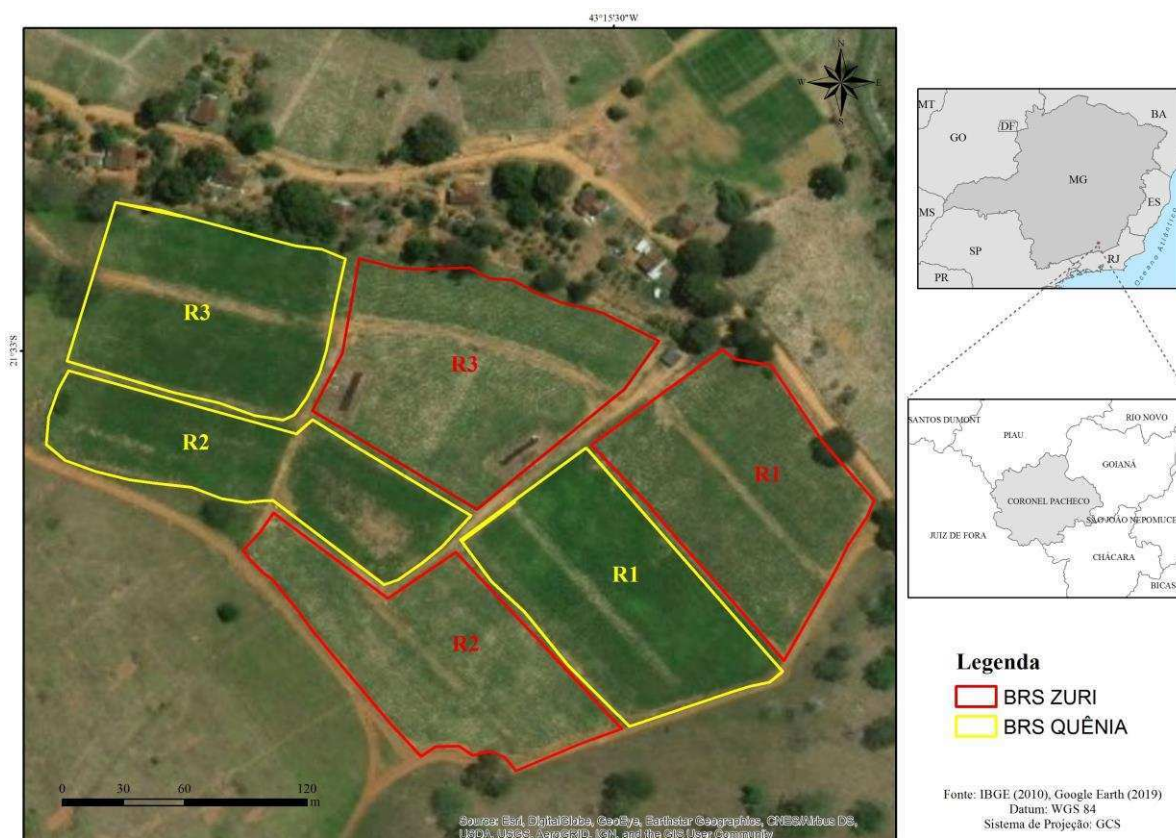 43°15'30"W
21°33'S
N
W
E
S
R3
R3
R2
R1
R1
R2
0 30 60 120
m
Source: Esri, DigitalGlobe, GeoEye, Earthstar Geographics, CNES/Airbus DS,
USDA, USGS, AeroGRID, IGN, and the GIS User Community
MT
BA
DF
GO
MG
ES
MS
SP
RJ
PR
Oceano Atlântico
SANTOS DUMONT
RIO NOVO
PIAU
GOIANÁ
CORONEL PACHECO
SÃO JOÃO NEPOMUCE
JUIZ DE FORA
CHÁCARA
BICAS
Legenda
BRS ZURI
BRS QUÊNIA
Fonte: IBGE (2010), Google Earth (2019)
Datum: WGS 84
Sistema de Projeção: GCS